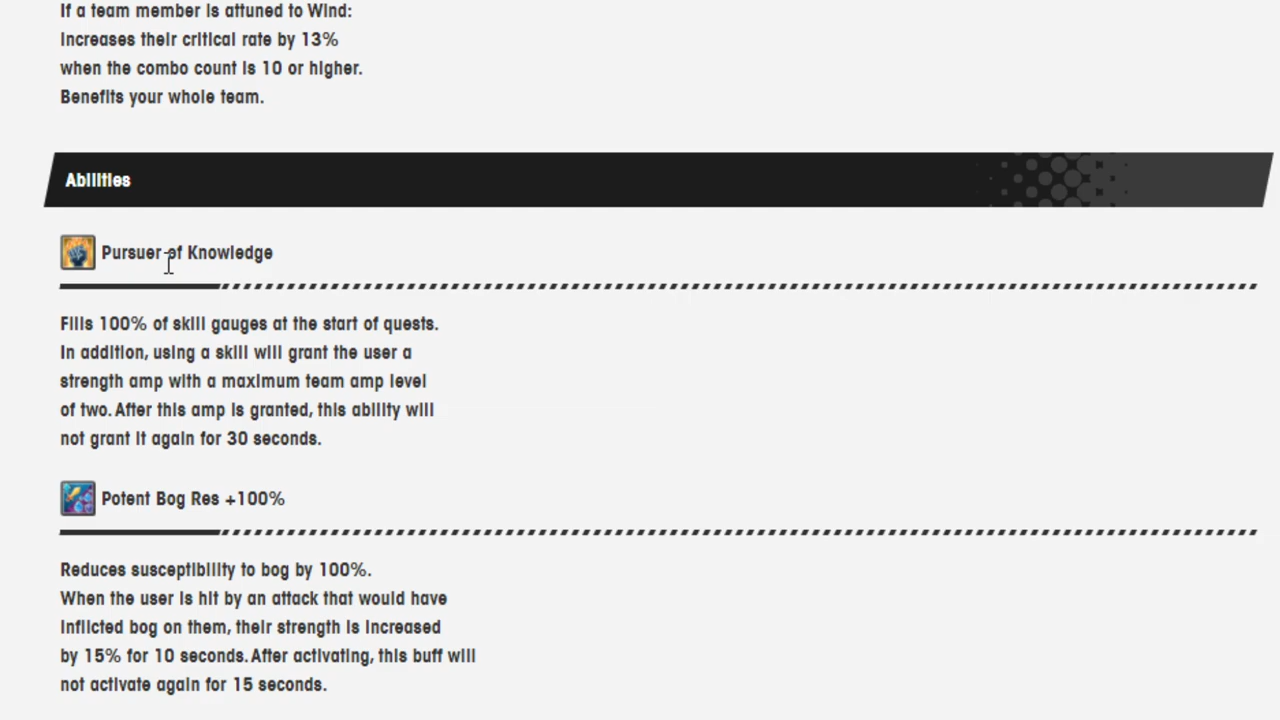 If a team member is attuned to Wind:
Increases their critical rate by 13%
when the combo count is 10 or higher.
Benefits your whole team.
Abilities
Pursuer of Knowledge
Fills 100% of skill gauges at the start of quests.
In addition, using a skill will grant the user a
strength amp with a maximum team amp level
of two. After this amp is granted, this ability will
not grant it again for 30 seconds.
Potent Bog Res +100%
Reduces susceptibility to bog by 100%.
When the user is hit by an attack that would have
inflicted bog on them, their strength is increased
by 15% for 10 seconds. After activating, this buff will
not activate again for 15 seconds.